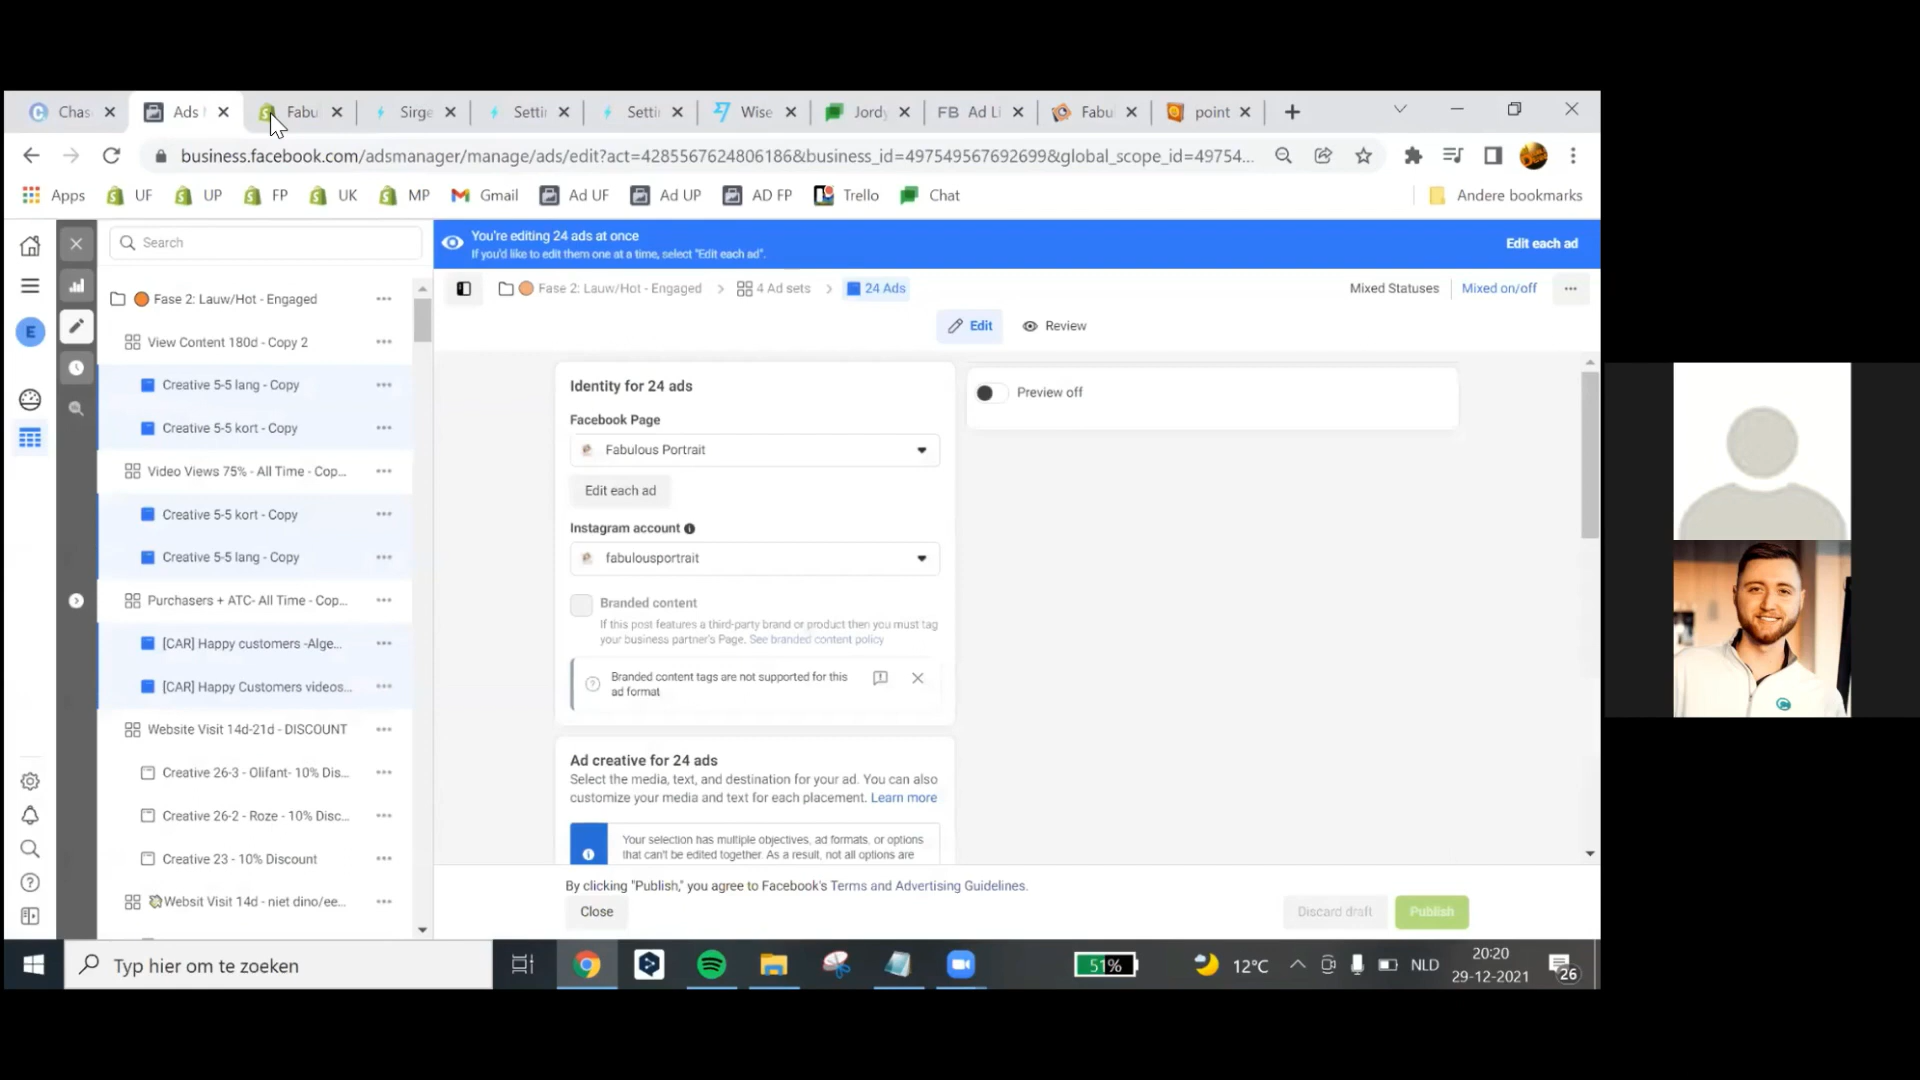 Chas
Ads
Fabu
Sirge
Settin
Settin
Wise
Jordy
FB Ad Li
Fabul
point
business.facebook.com/adsmanager/manage/ads/edit?act=4285567624806186&business_id=497549567692699&global_scope_id=49754...
Apps
UF
UP
FP
UK
MP
Gmail
Ad UF
Ad UP
AD FP
Trello
Chat
Andere bookmarks
Search
You're editing 24 ads at once
If you'd like to edit them one at a time, select "Edit each ad".
Edit each ad
E
Fase 2: Lauw/Hot - Engaged
View Content 180d - Copy 2
Creative 5-5 lang - Copy
Creative 5-5 kort - Copy
Video Views 75% - All Time - Cop...
Creative 5-5 kort - Copy
Creative 5-5 lang - Copy
Purchasers + ATC- All Time - Cop...
[CAR] Happy customers -Alge...
[CAR] Happy Customers videos...
Website Visit 14d-21d - DISCOUNT
Creative 26-3 - Olifant- 10% Dis...
Creative 26-2 - Roze - 10% Disc...
Creative 23 - 10% Discount
Websit Visit 14d - niet dino/ee...
Fase 2: Lauw/Hot - Engaged
4 Ad sets
24 Ads
Mixed Statuses
Mixed on/off
Edit
Review
Identity for 24 ads
Facebook Page
Fabulous Portrait
Edit each ad
Instagram account
fabulousportrait
Branded content
If this post features a third-party brand or product then you must tag
your business partner's Page. See branded content policy
Branded content tags are not supported for this
ad format
Preview off
Ad creative for 24 ads
Select the media, text, and destination for your ad. You can also
customize your media and text for each placement. Learn more
Your selection has multiple objectives, ad formats, or options
that can't be edited together. As a result, not all options are
By clicking "Publish," you agree to Facebook's Terms and Advertising Guidelines.
Close
Discard draft
Publish
Typ hier om te zoeken
51%
12°C
NLD
20:20
29-12-2021
26